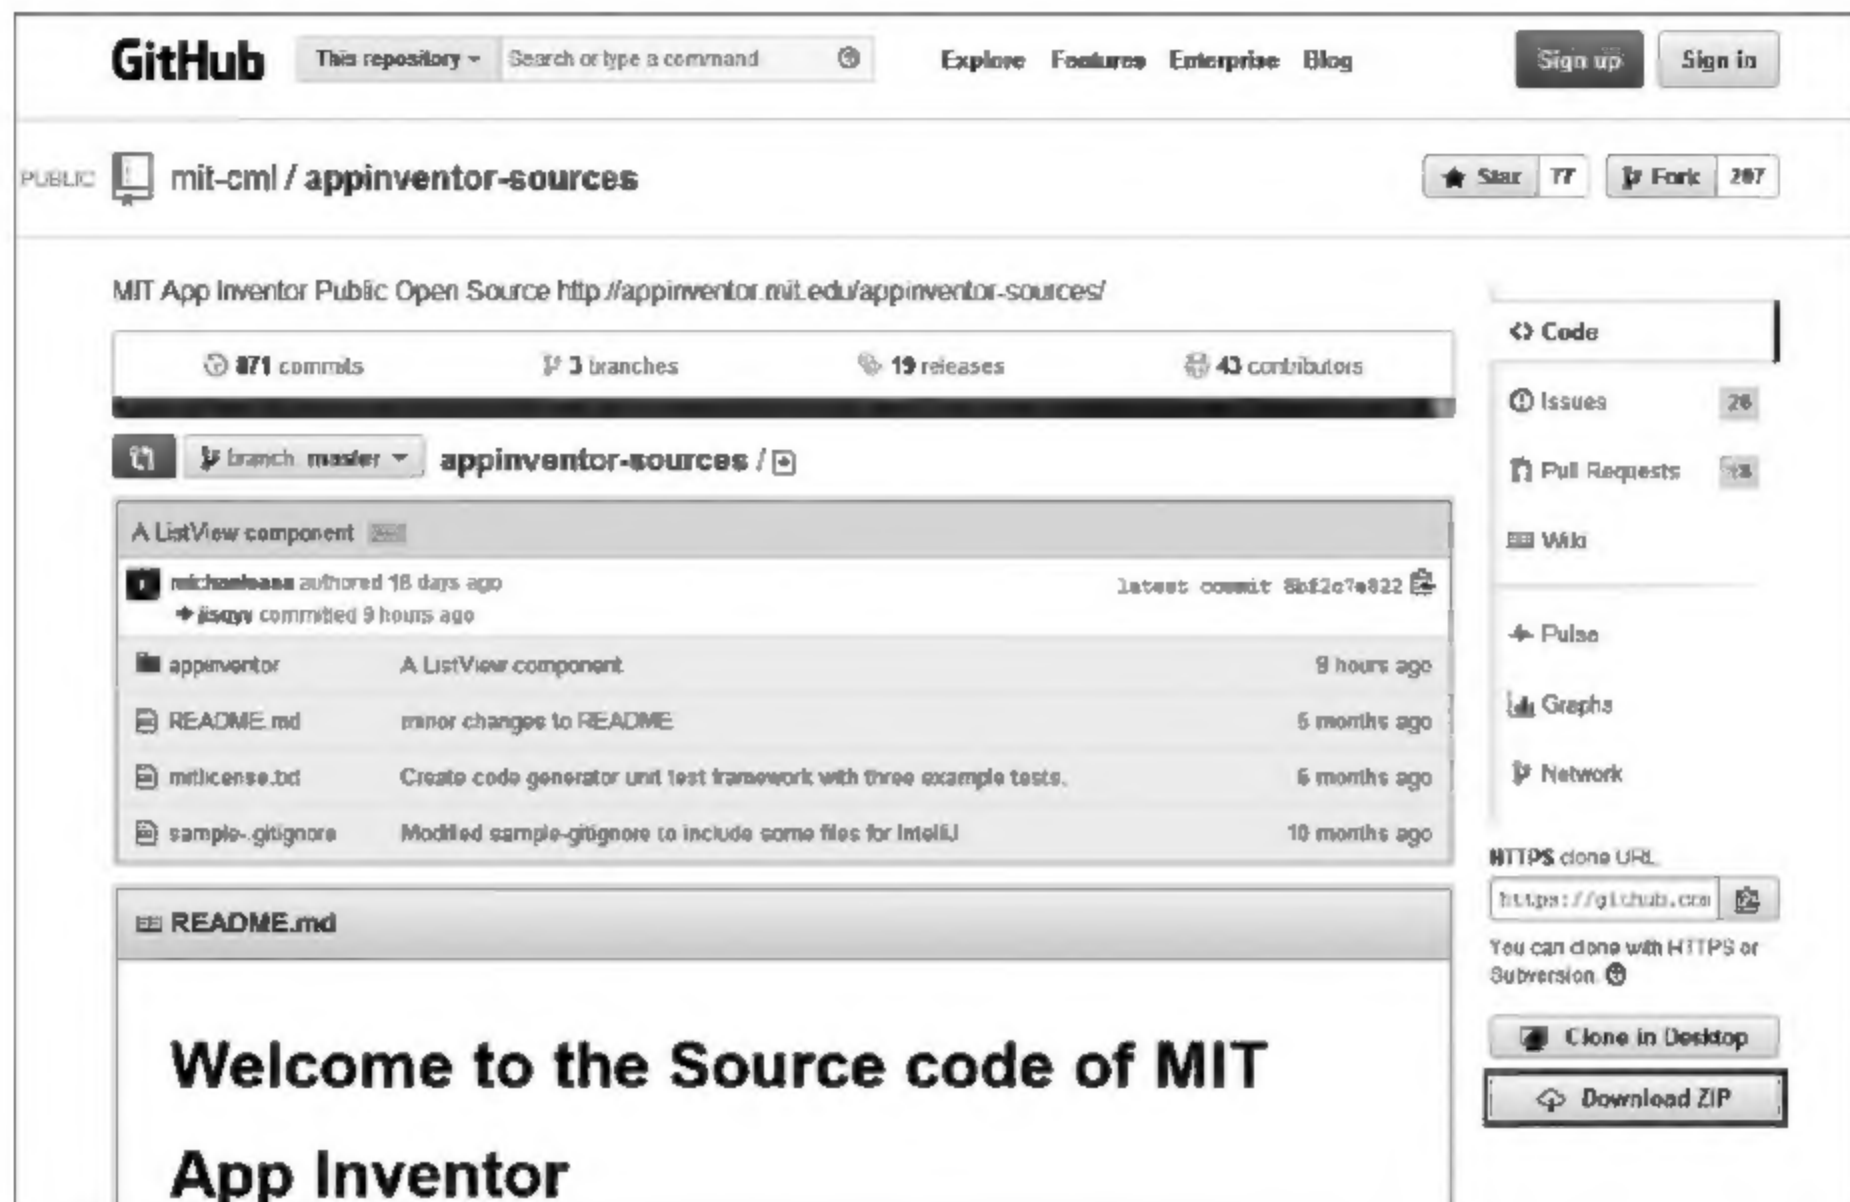 GitHub This repository Search or type a command Explore Features Enterprise Blog Sign up Sign in
PUBLIC mit-cml / appinventor-sources Star 77 Fork 207
MIT App Inventor Public Open Source http://appinventor.mit.edu/appinventor-sources/
871 commits 3 branches 19 releases 43 contributors
branch: master appinventor-sources /
A ListView component
authored 18 days ago latest commit
committed 9 hours ago
appinventor A ListView component 9 hours ago
README.md minor changes to README months ago
mitlicense.txt Create code generator unit test framework with three example tests. months ago
sample-.gitignore Modified sample-gitignore to include some files for IntelliJ 10 months ago
README.md
Welcome to the Source code of MIT
App Inventor
Code
Issues 26
Pull Requests
Wiki
Pulse
Graphs
Network
HTTPS clone URL
https://github.com
You can clone with HTTPS or
Subversion.
Clone in Desktop
Download ZIP